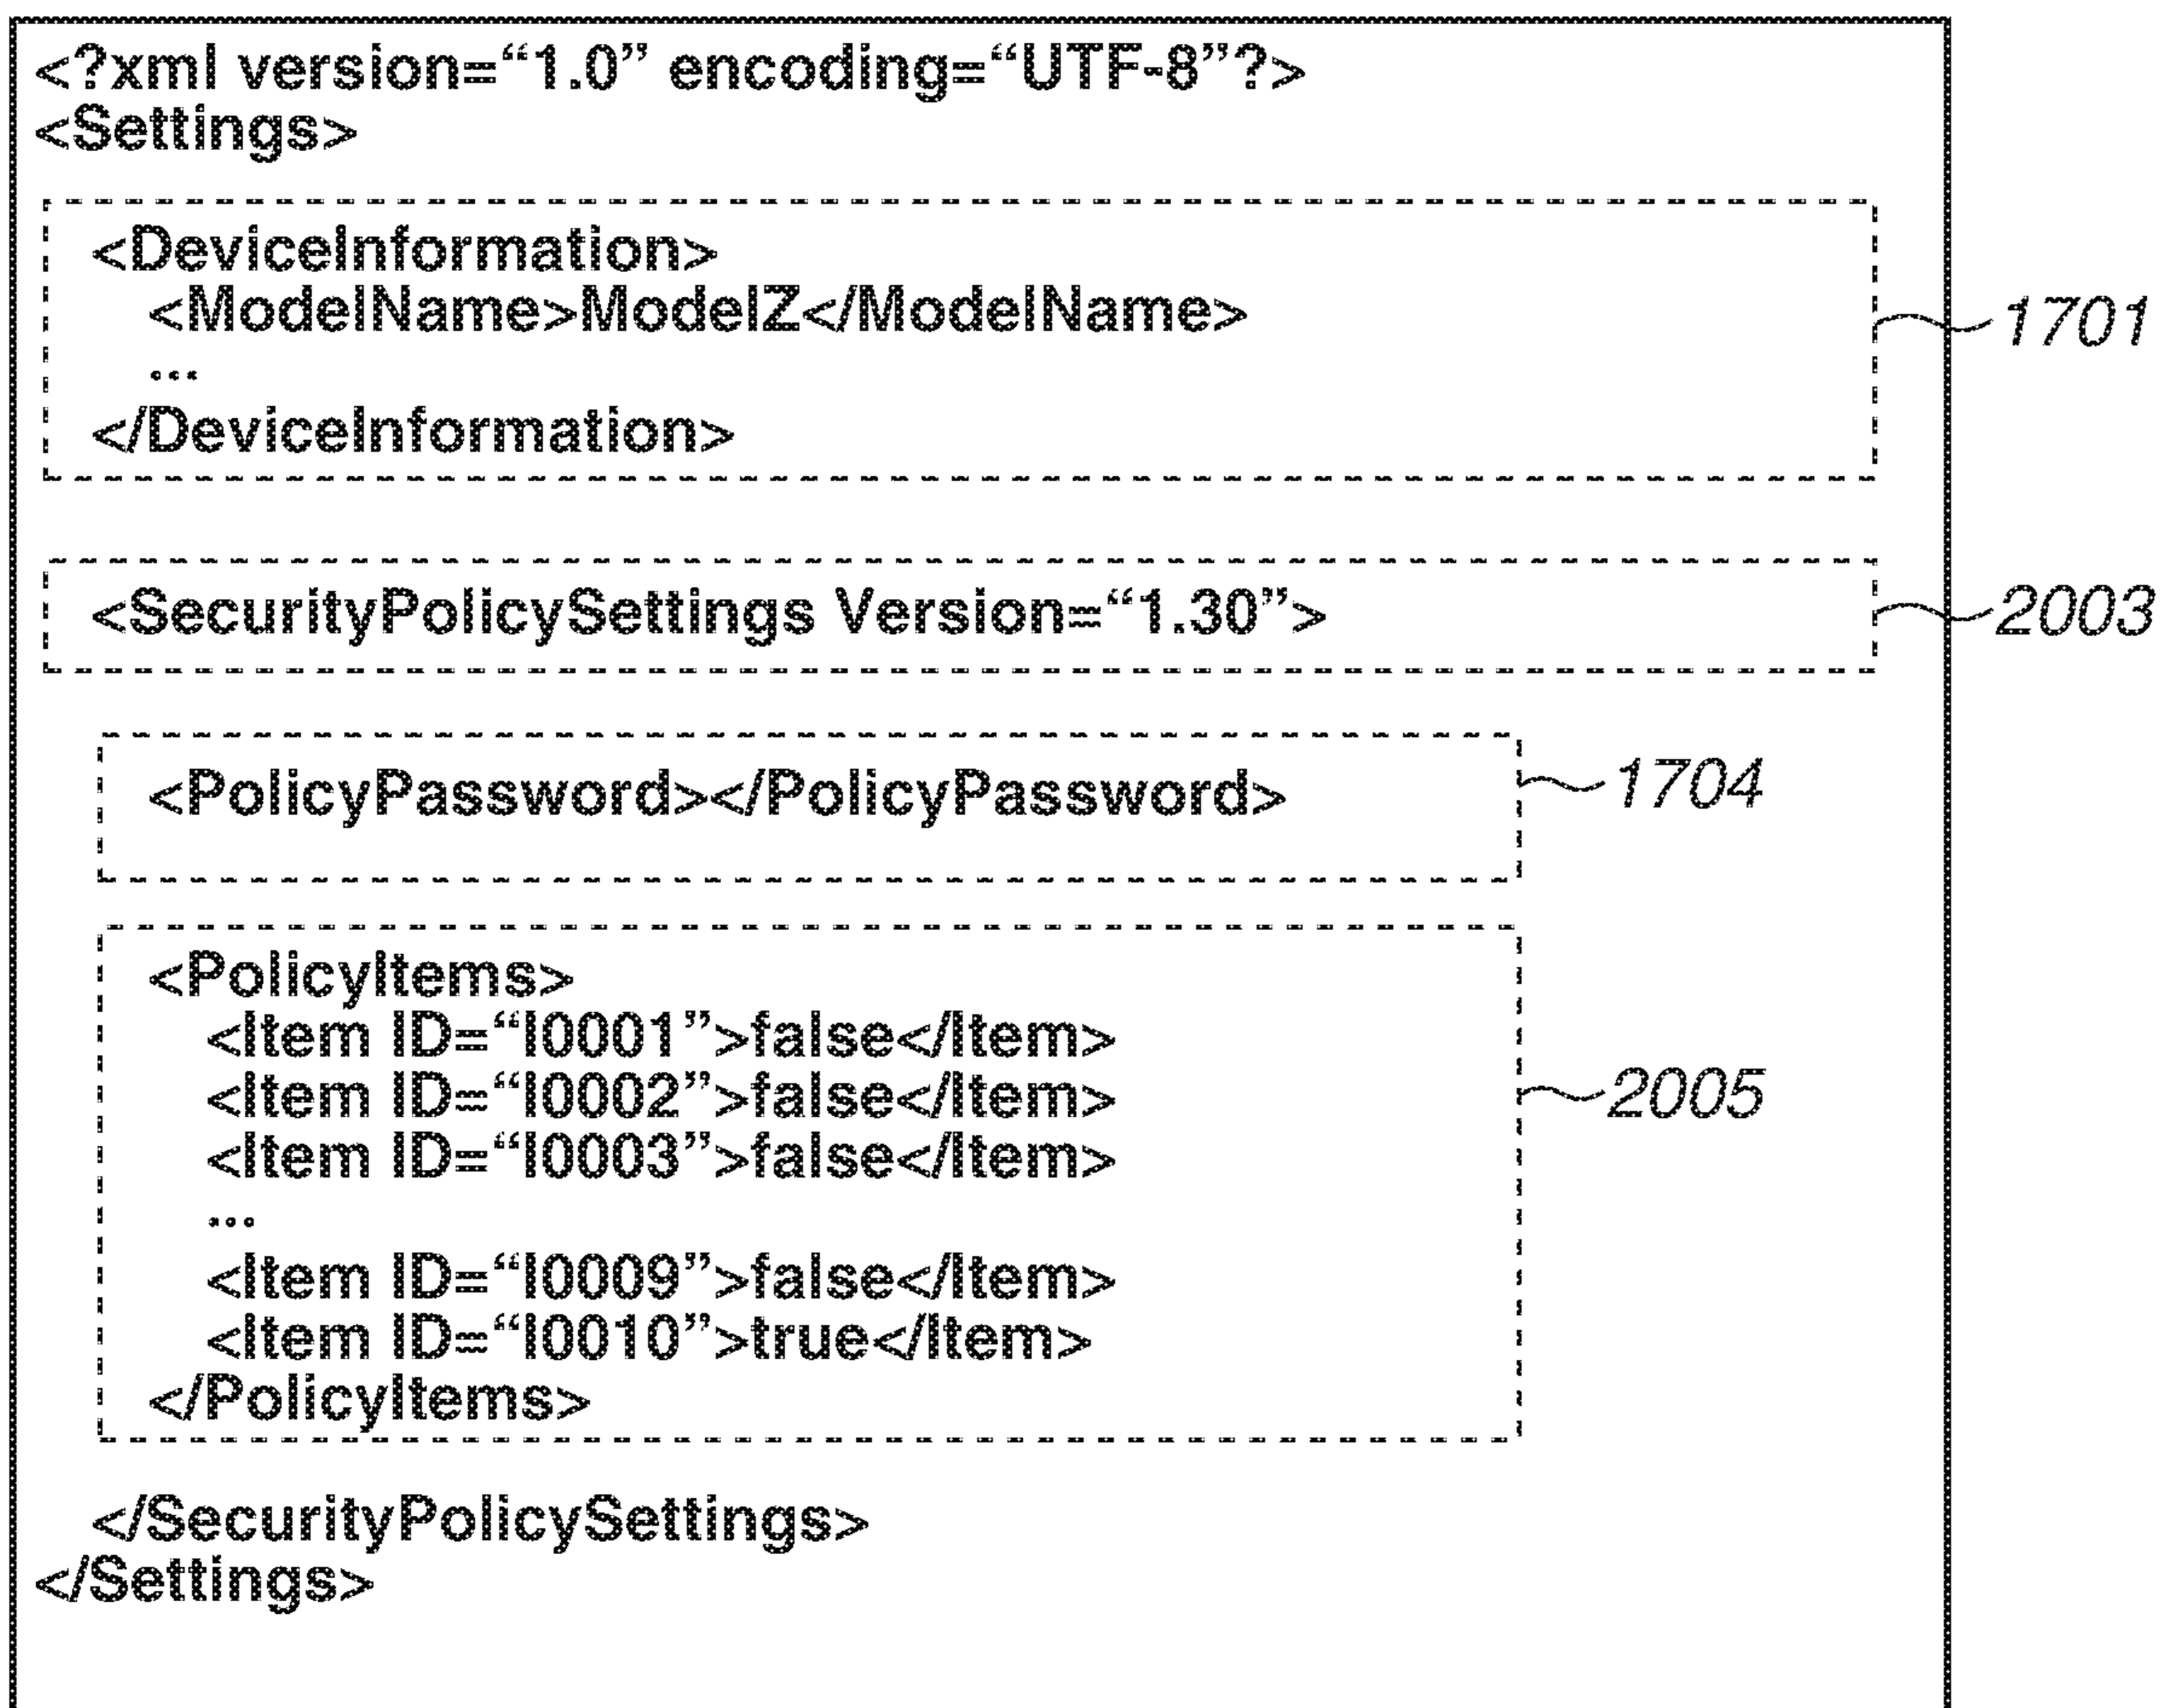 <?xml version=“1.0” encoding=“UTF-8”?>
<Settings>
<DeviceInformation>
<ModelName>ModelZ</ModelName>
...
</DeviceInformation>
1701
<SecurityPolicySettings Version=“1.30”>
2003
<PolicyPassword></PolicyPassword>
1704
<PolicyItems>
<Item ID=“I0001”>false</Item>
<Item ID=“I0002”>false</Item>
<Item ID=“I0003”>false</Item>
...
<Item ID=“I0009”>false</Item>
<Item ID=“I0010”>true</Item>
</PolicyItems>
2005
</SecurityPolicySettings>
</Settings>